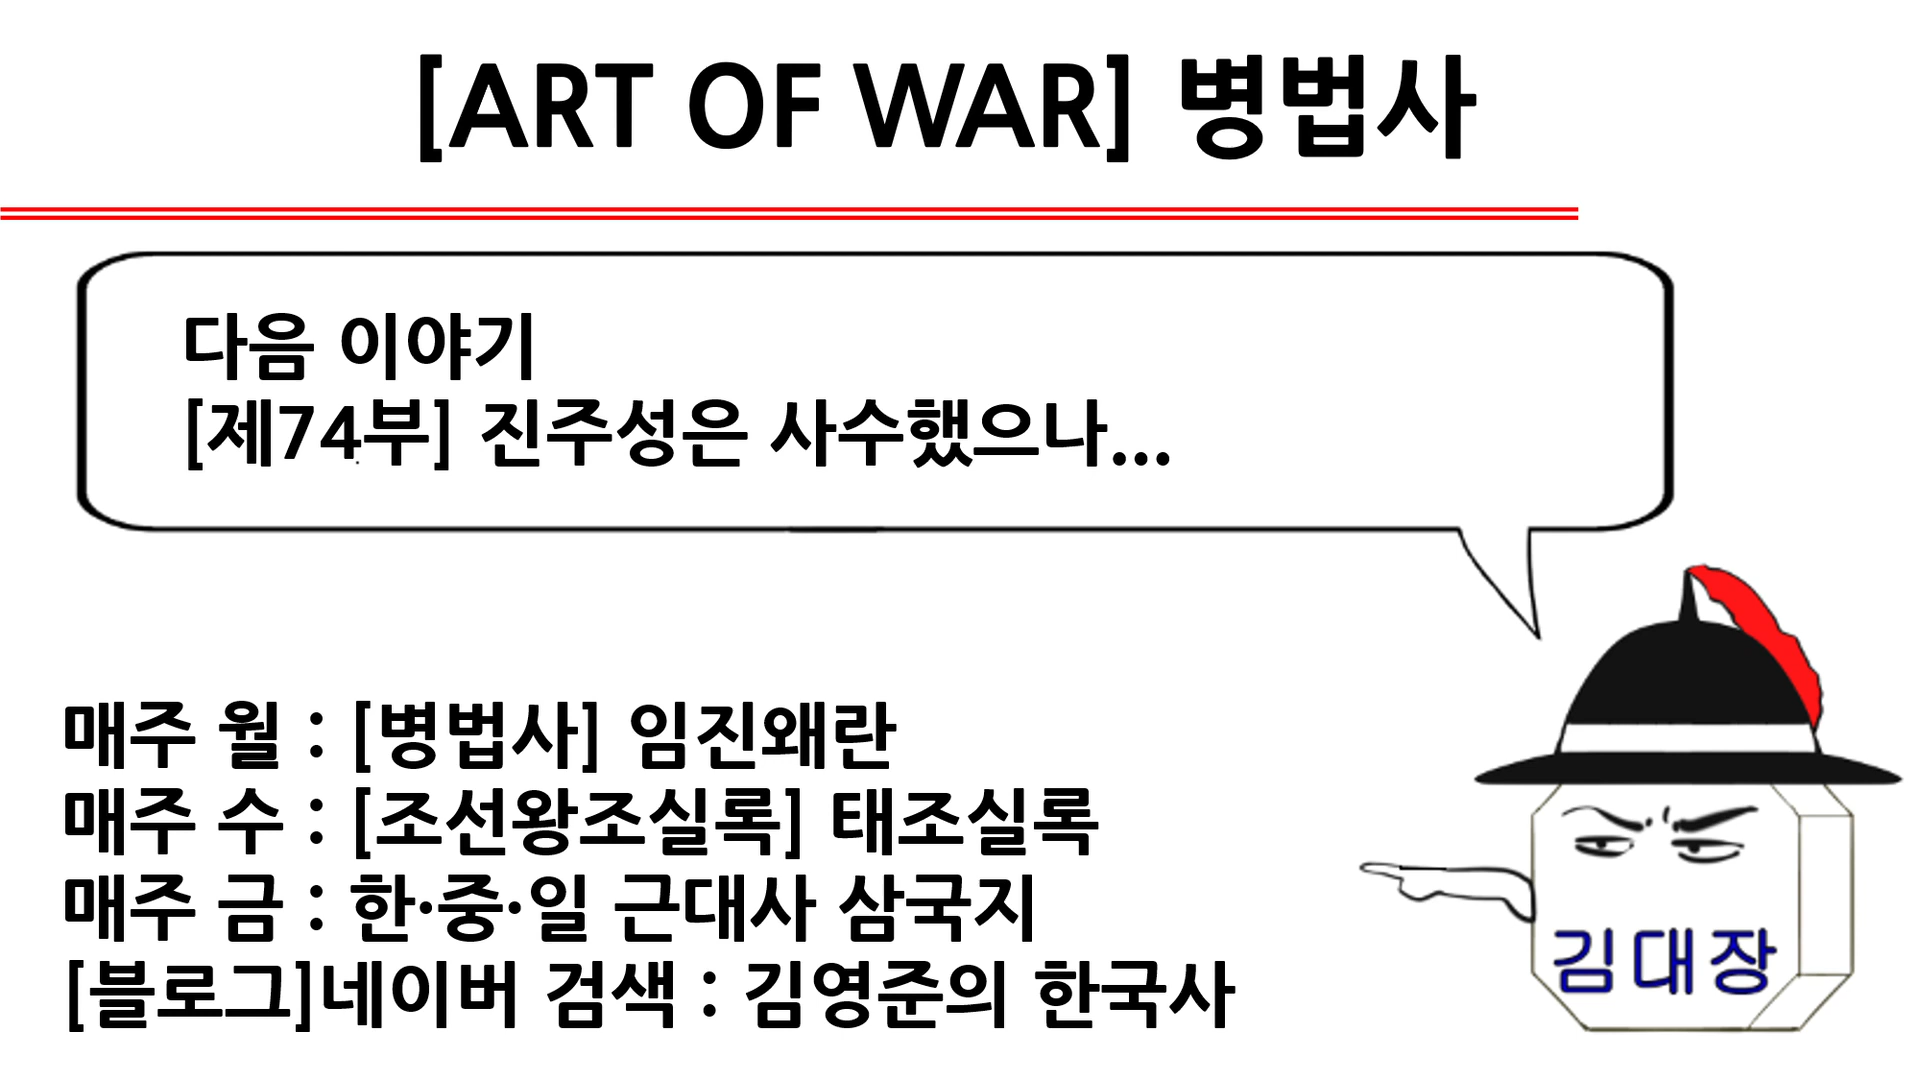 [ART OF WAR] 병법사
다음 이야기
[제74부] 진주성은 사수했으나...
매주 월 : [병법사] 임진왜란
매주 수 : [조선왕조실록] 태조실록
매주 금 : 한·중·일 근대사 삼국지
[블로그]네이버 검색 : 김영준의 한국사
김대장